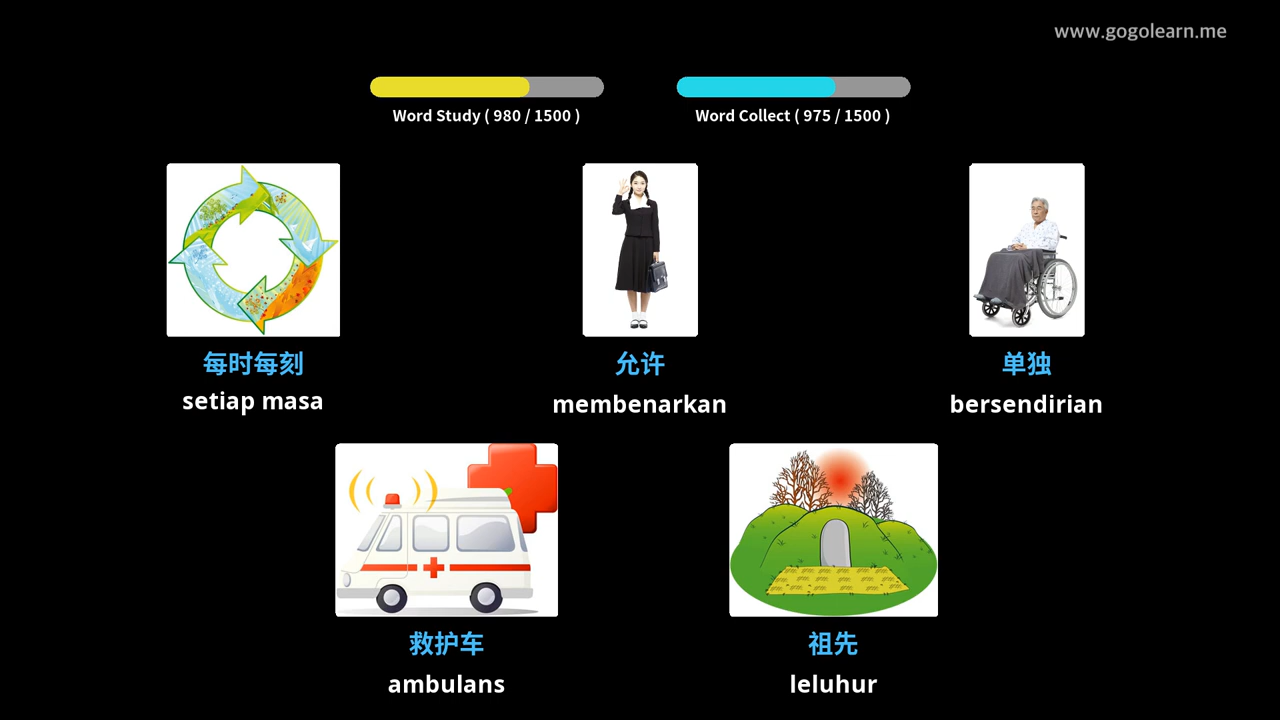 www.gogolearn.me
Word Study ( 980 / 1500 )
Word Collect ( 975 / 1500 )
每时每刻
setiap masa
允许
membenarkan
单独
bersendirian
救护车
ambulans
祖先
leluhur